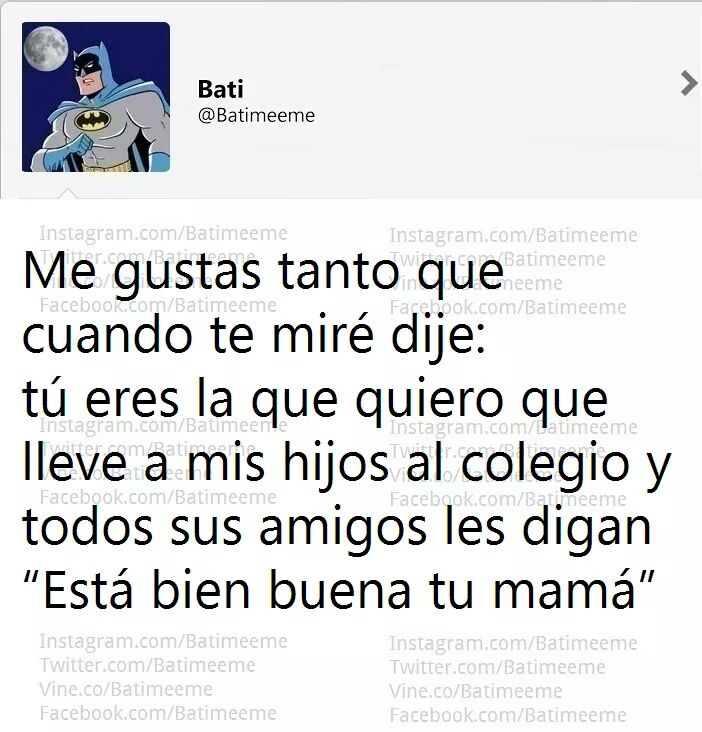 Bati
@Batimeeme
Instagram.com/Batimeeme
Instagram.com/Batimeeme
Twitter.com/Batimeeme
Twitter.com/Batimeeme
Vine.co/Batimeeme
Vine.co/Batimeeme
Facebook.com/Batimeeme
Facebook.com/Batimeeme
Me gustas tanto que
cuando te miré dije:
tú eres la que quiero que
lleve a mis hijos al colegio y
todos sus amigos les digan
“Está bien buena tu mamá”
Instagram.com/Batimeeme
Instagram.com/Batimeeme
Twitter.com/Batimeeme
Twitter.com/Batimeeme
Vine.co/Batimeeme
Vine.co/Batimeeme
Facebook.com/Batimeeme
Facebook.com/Batimeeme
Instagram.com/Batimeeme
Instagram.com/Batimeeme
Twitter.com/Batimeeme
Twitter.com/Batimeeme
Vine.co/Batimeeme
Vine.co/Batimeeme
Facebook.com/Batimeeme
Facebook.com/Batimeeme